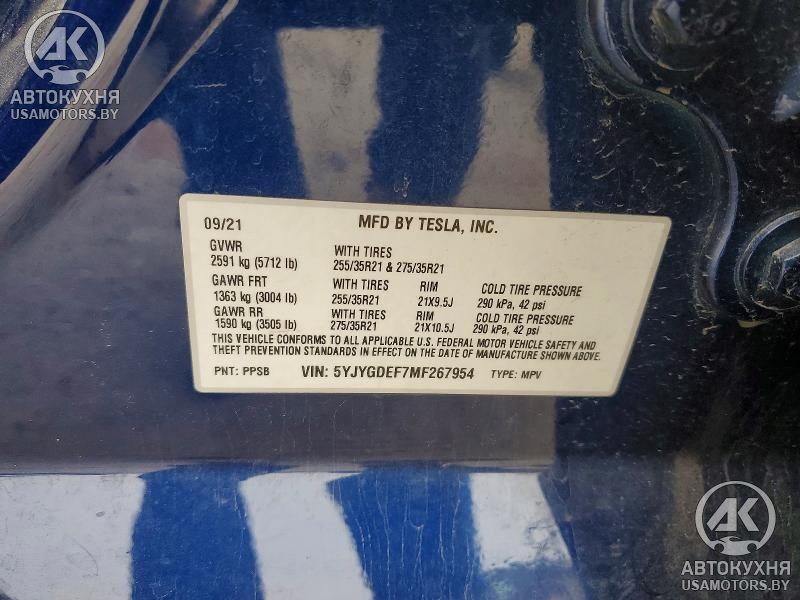 AK
АВТОКУХНЯ
USAMOTORS.BY
09/21 MFD BY TESLA, INC.
GVWR WITH TIRES
2591 kg (5712 lb) 255/35R21 & 275/35R21
GAWR FRT WITH TIRES RIM COLD TIRE PRESSURE
1363 kg (3004 lb) 255/35R21 21X9.5J 290 kPa, 42 psi
GAWR RR WITH TIRES RIM COLD TIRE PRESSURE
1590 kg (3505 lb) 275/35R21 21X10.5J 290 kPa, 42 psi
THIS VEHICLE CONFORMS TO ALL APPLICABLE U.S. FEDERAL MOTOR VEHICLE SAFETY AND
THEFT PREVENTION STANDARDS IN EFFECT ON THE DATE OF MANUFACTURE SHOWN ABOVE.
PNT: PPSB VIN: 5YJYGDEF7MF267954 TYPE: MPV
AK
АВТОКУХНЯ
USAMOTORS.BY